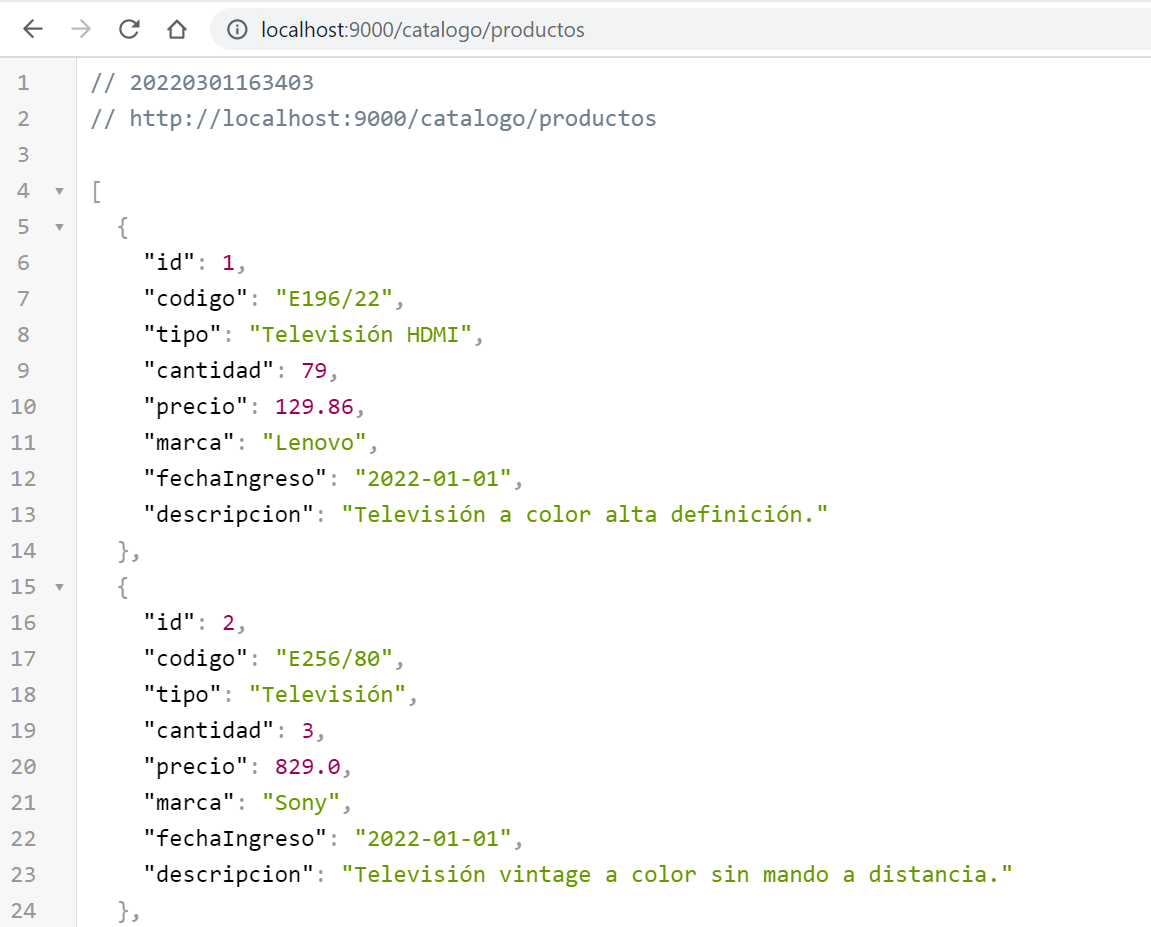 localhost:9000/catalogo/productos
1 // 20220301163403
2 // http://localhost:9000/catalogo/productos
3
4 [
5 {
6 "id": 1,
7 "codigo": "E196/22",
8 "tipo": "Televisión HDMI",
9 "cantidad": 79,
10 "precio": 129.86,
11 "marca": "Lenovo",
12 "fechaIngreso": "2022-01-01",
13 "descripcion": "Televisión a color alta definición."
14 },
15 {
16 "id": 2,
17 "codigo": "E256/80",
18 "tipo": "Televisión",
19 "cantidad": 3,
20 "precio": 829.0,
21 "marca": "Sony",
22 "fechaIngreso": "2022-01-01",
23 "descripcion": "Televisión vintage a color sin mando a distancia."
24 },